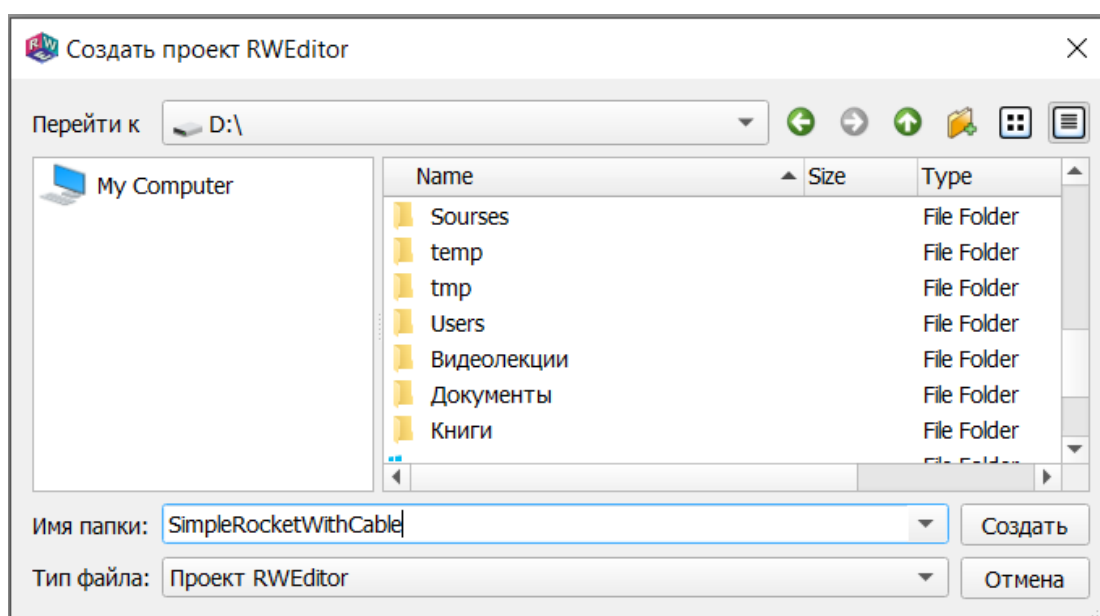 Создать проект RWEditor
Перейти к D:\
My Computer
Name Size Type
Sourses File Folder
temp File Folder
tmp File Folder
Users File Folder
Видеолекции File Folder
Документы File Folder
Книги File Folder
Имя папки: SimpleRocketWithCable Создать
Тип файла: Проект RWEditor Отмена